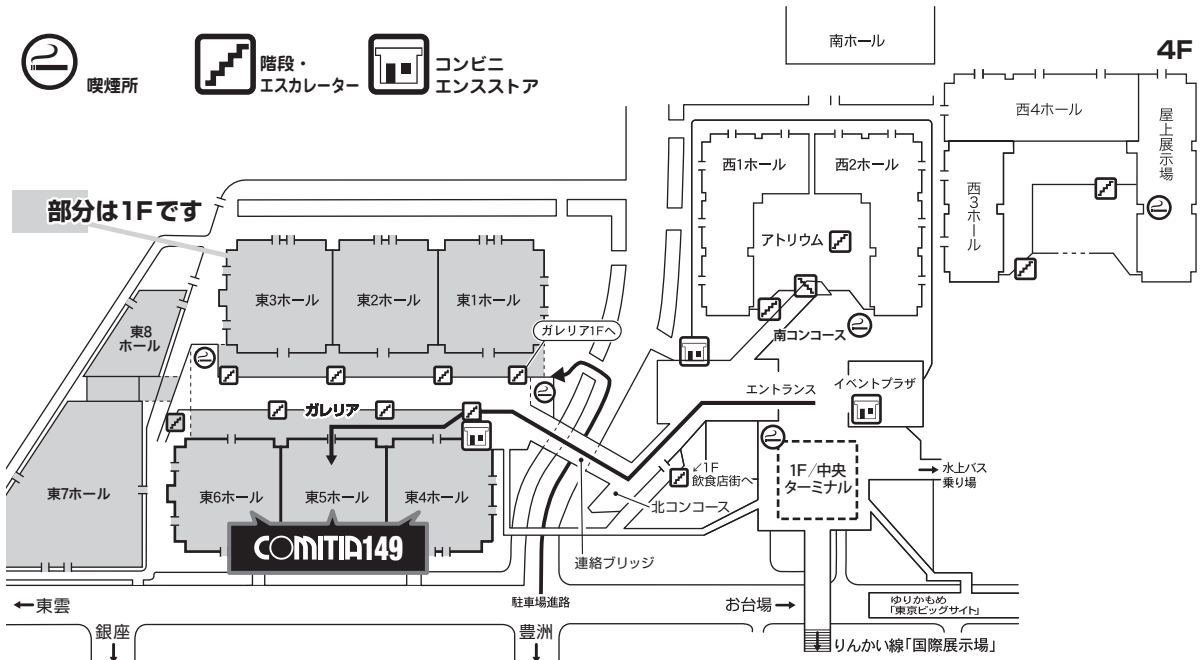 喫煙所
階段・
エスカレーター
コンビニ
エンスストア
南ホール
4F
西4ホール
屋上展示場
西3ホール
西1ホール
西2ホール
アトリウム
部分は1Fです
東3ホール
東2ホール
東1ホール
東8
ホール
ガレリア1Fへ
南コンコース
エントランス
イベントプラザ
ガレリア
東7ホール
東6ホール
東5ホール
東4ホール
COMITIA149
↙1F
飲食店街へ
1F/中央
ターミナル
→水上バス
乗り場
北コンコース
連絡ブリッジ
駐車場進路
←東雲
銀座
↓
豊洲
↓
お台場→
ゆりかもめ
「東京ビッグサイト」
りんかい線「国際展示場」